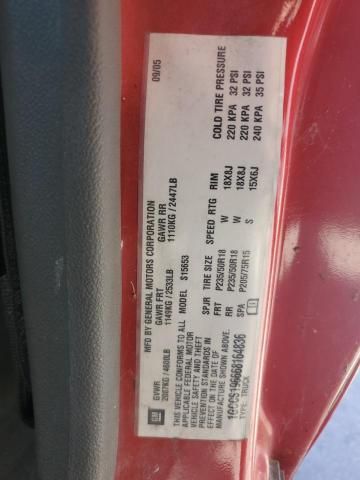 09/05
MFD BY GENERAL MOTORS CORPORATION
GVWR GAWR FRT GAWR RR
2087KG / 4600LB 1149KG / 2533LB 1110KG / 2447LB
THIS VEHICLE CONFORMS TO ALL MODEL S15653
APPLICABLE FEDERAL MOTOR
VEHICLE SAFETY AND THEFT
PREVENTION STANDARDS IN
EFFECT ON THE DATE OF
MANUFACTURE SHOWN ABOVE.
TYPE: TRUCK
SPJR TIRE SIZE SPEED RTG RIM COLD TIRE PRESSURE
FRT P235/50R18 W 18X8J 220 KPA 32 PSI
RR P235/50R18 W 18X8J 220 KPA 32 PSI
SPA P205/75R15 S 15X6J 240 KPA 35 PSI
GM